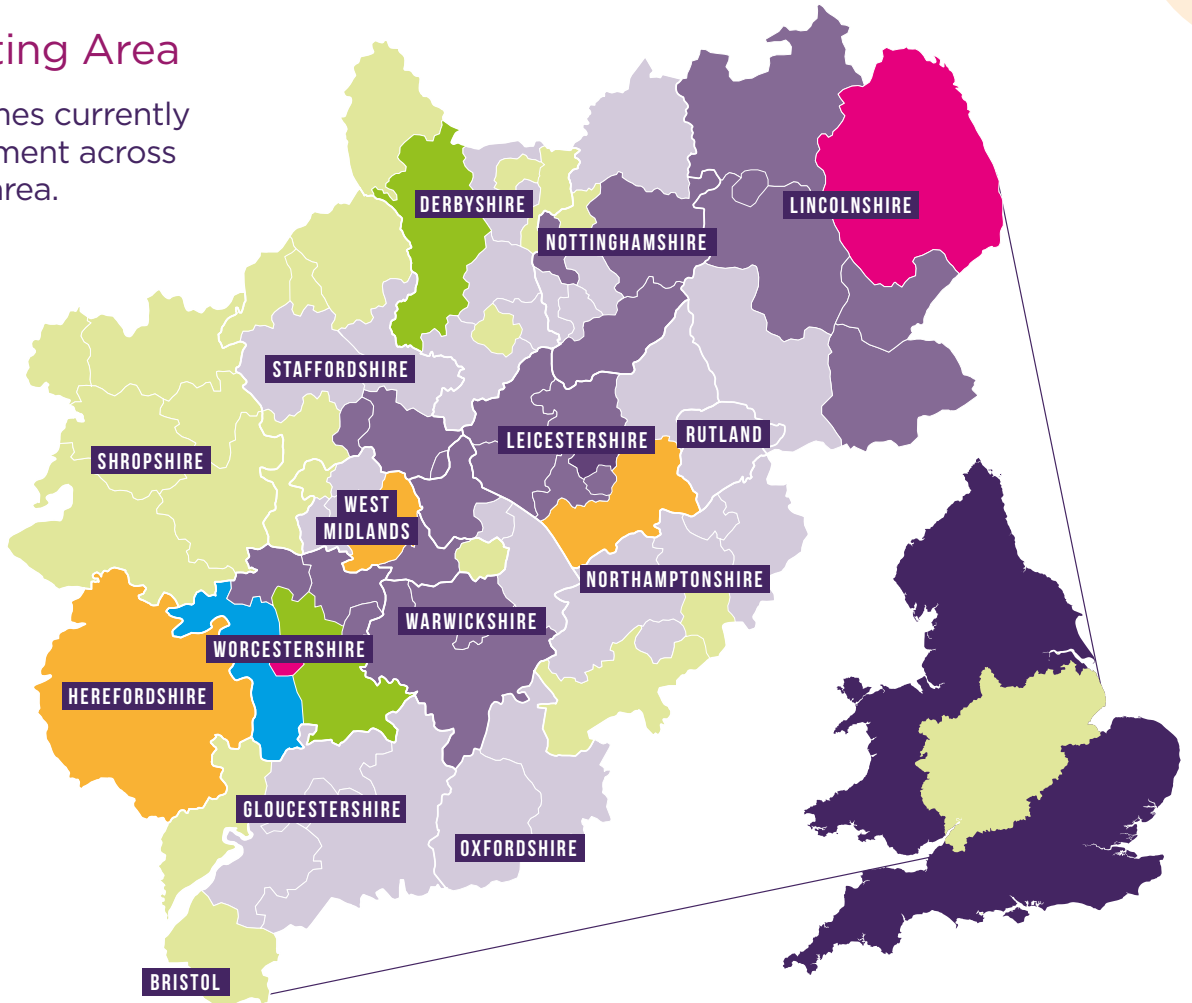 ting Area
nes currently
ment across
area.
DERBYSHIRE
LINCOLNSHIRE
NOTTINGHAMSHIRE
STAFFORDSHIRE
LEICESTERSHIRE
RUTLAND
SHROPSHIRE
WEST
MIDLANDS
NORTHAMPTONSHIRE
WARWICKSHIRE
WORCESTERSHIRE
HEREFORDSHIRE
GLOUCESTERSHIRE
OXFORDSHIRE
BRISTOL